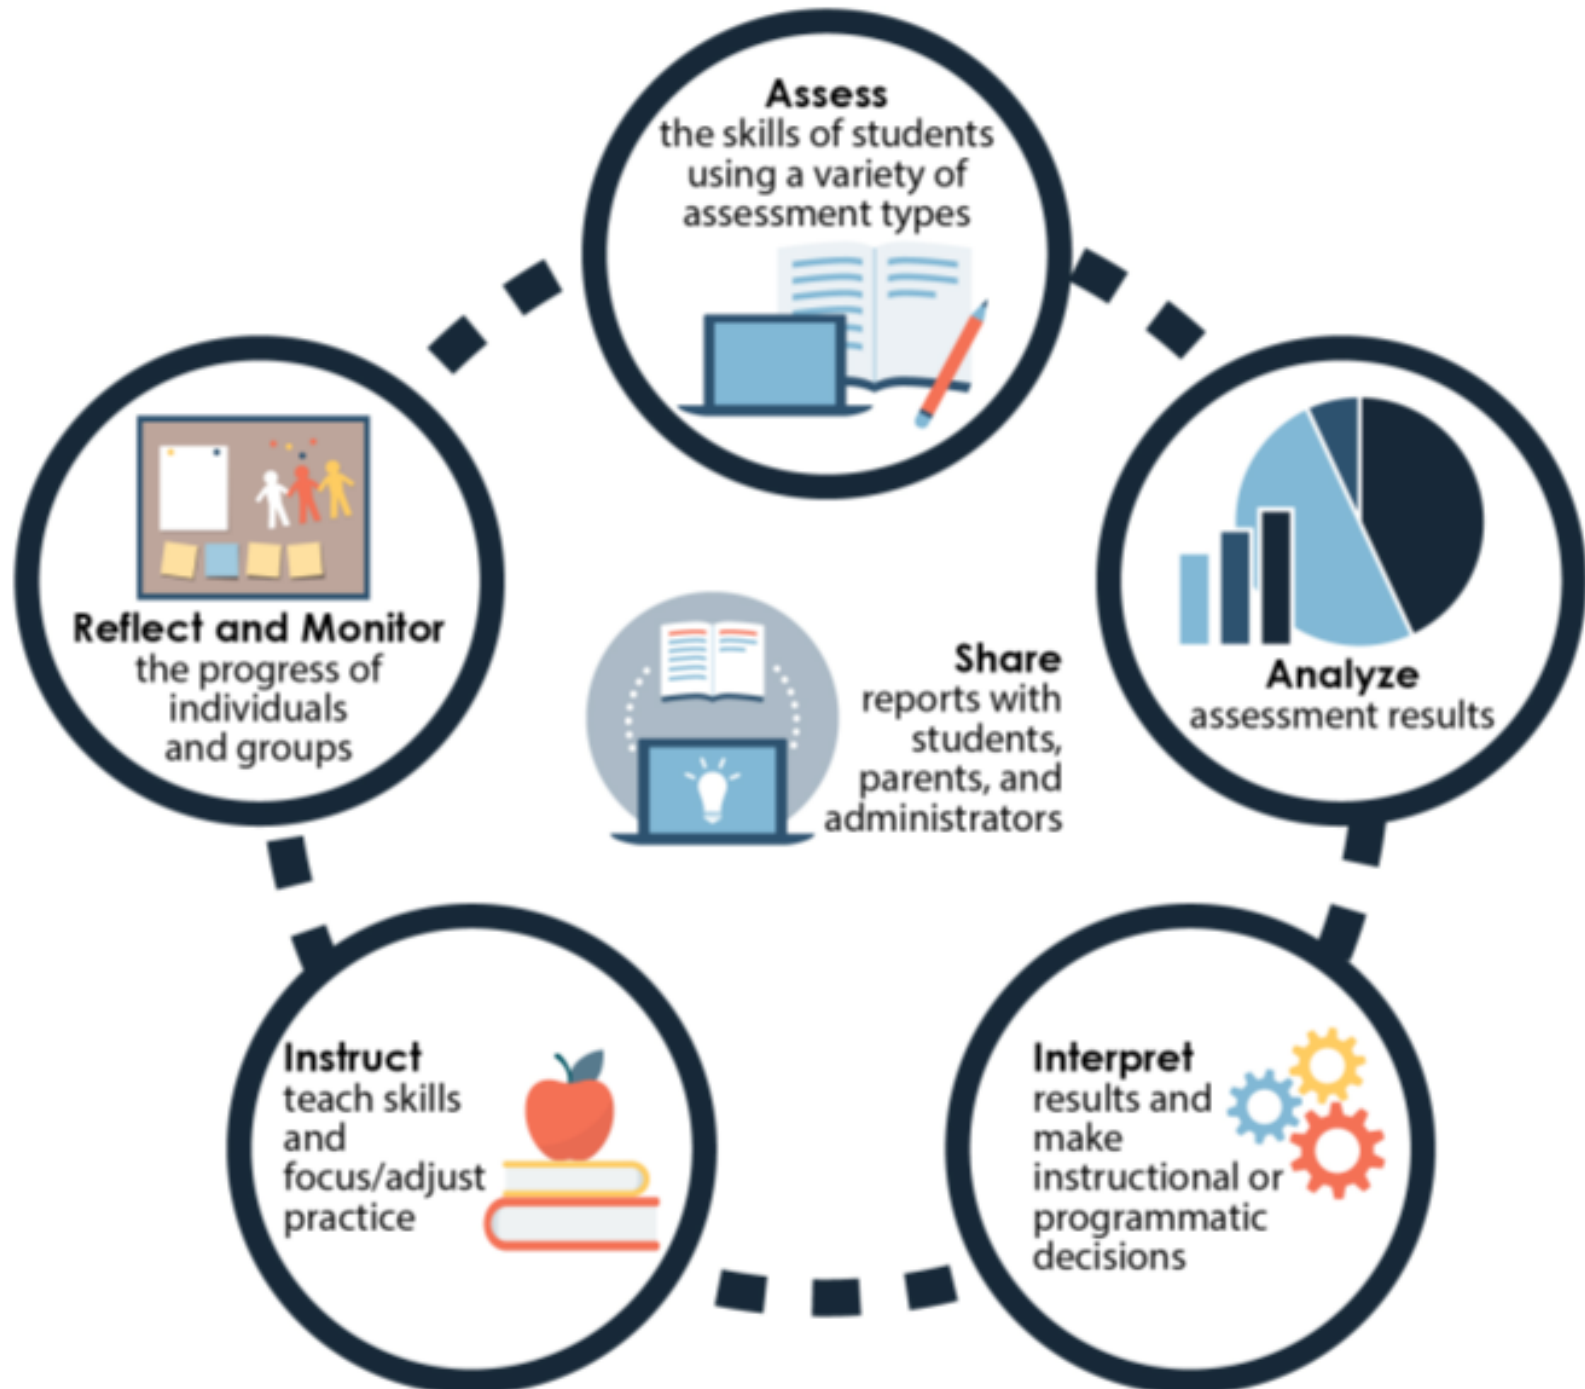 Assess
the skills of students
using a variety of
assessment types
Analyze
assessment results
Interpret
results and
make
instructional or
programmatic
decisions
Instruct
teach skills
and
focus/adjust
practice
Reflect and Monitor
the progress of
individuals
and groups
Share
reports with
students,
parents, and
administrators